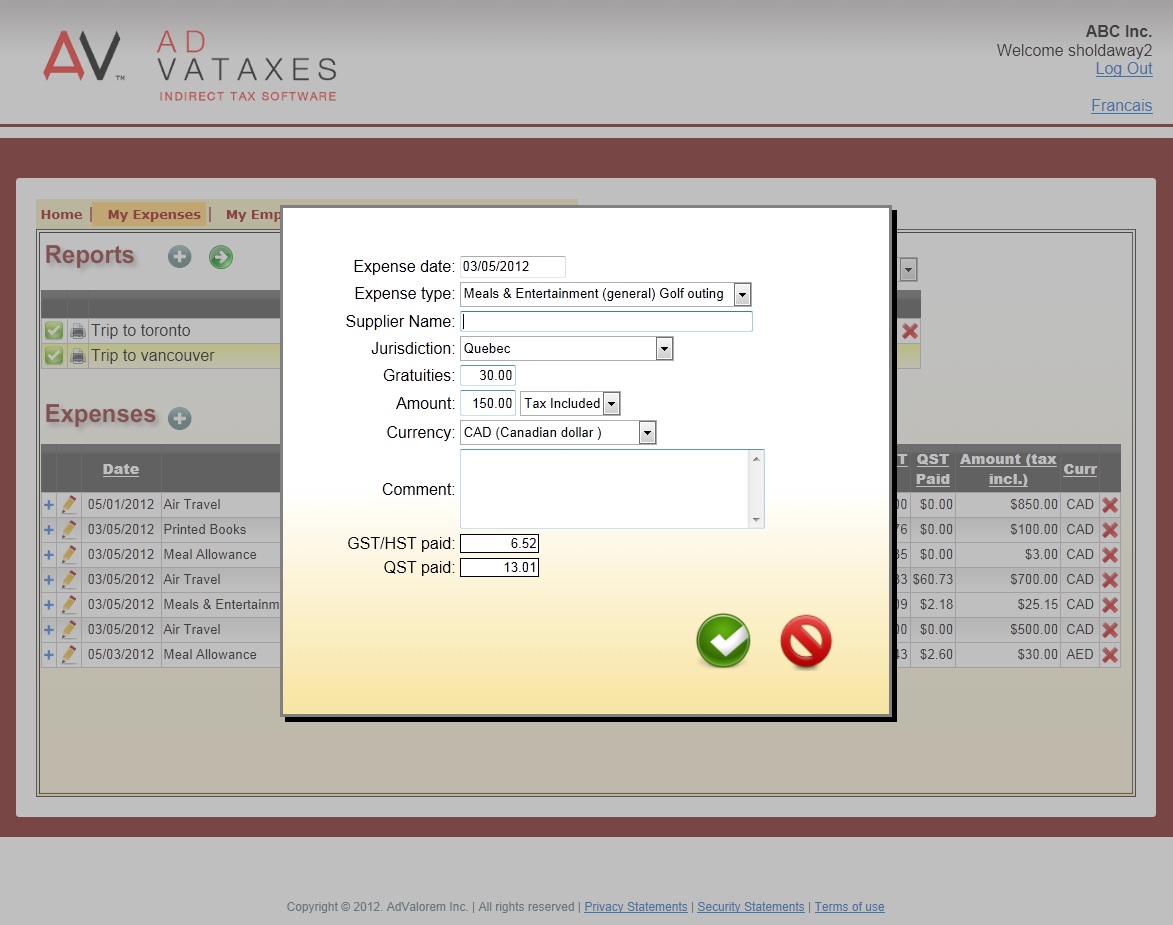 ABC Inc.
AV™ AD
VATAXES
INDIRECT TAX SOFTWARE
Welcome sholdaway2
Log Out
Francais
Home | My Expenses | My Emp
Reports
Trip to toronto
Trip to vancouver
Expenses
Expense date: 03/05/2012
Expense type: Meals & Entertainment (general) Golf outing
Supplier Name:
Jurisdiction: Quebec
Gratuities: 30.00
Amount: 150.00 Tax Included
Currency: CAD (Canadian dollar )
Comment:
GST/HST paid: 6.52
QST paid: 13.01
Date T QST Paid Amount (tax incl.) Curr
05/01/2012 Air Travel 00 $0.00 $850.00 CAD
03/05/2012 Printed Books 76 $0.00 $100.00 CAD
03/05/2012 Meal Allowance 35 $0.00 $3.00 CAD
03/05/2012 Air Travel 33 $60.73 $700.00 CAD
03/05/2012 Meals & Entertainm 09 $2.18 $25.15 CAD
03/05/2012 Air Travel 00 $0.00 $500.00 CAD
05/03/2012 Meal Allowance 43 $2.60 $30.00 AED
Copyright © 2012. AdValorem Inc. | All rights reserved | Privacy Statements | Security Statements | Terms of use